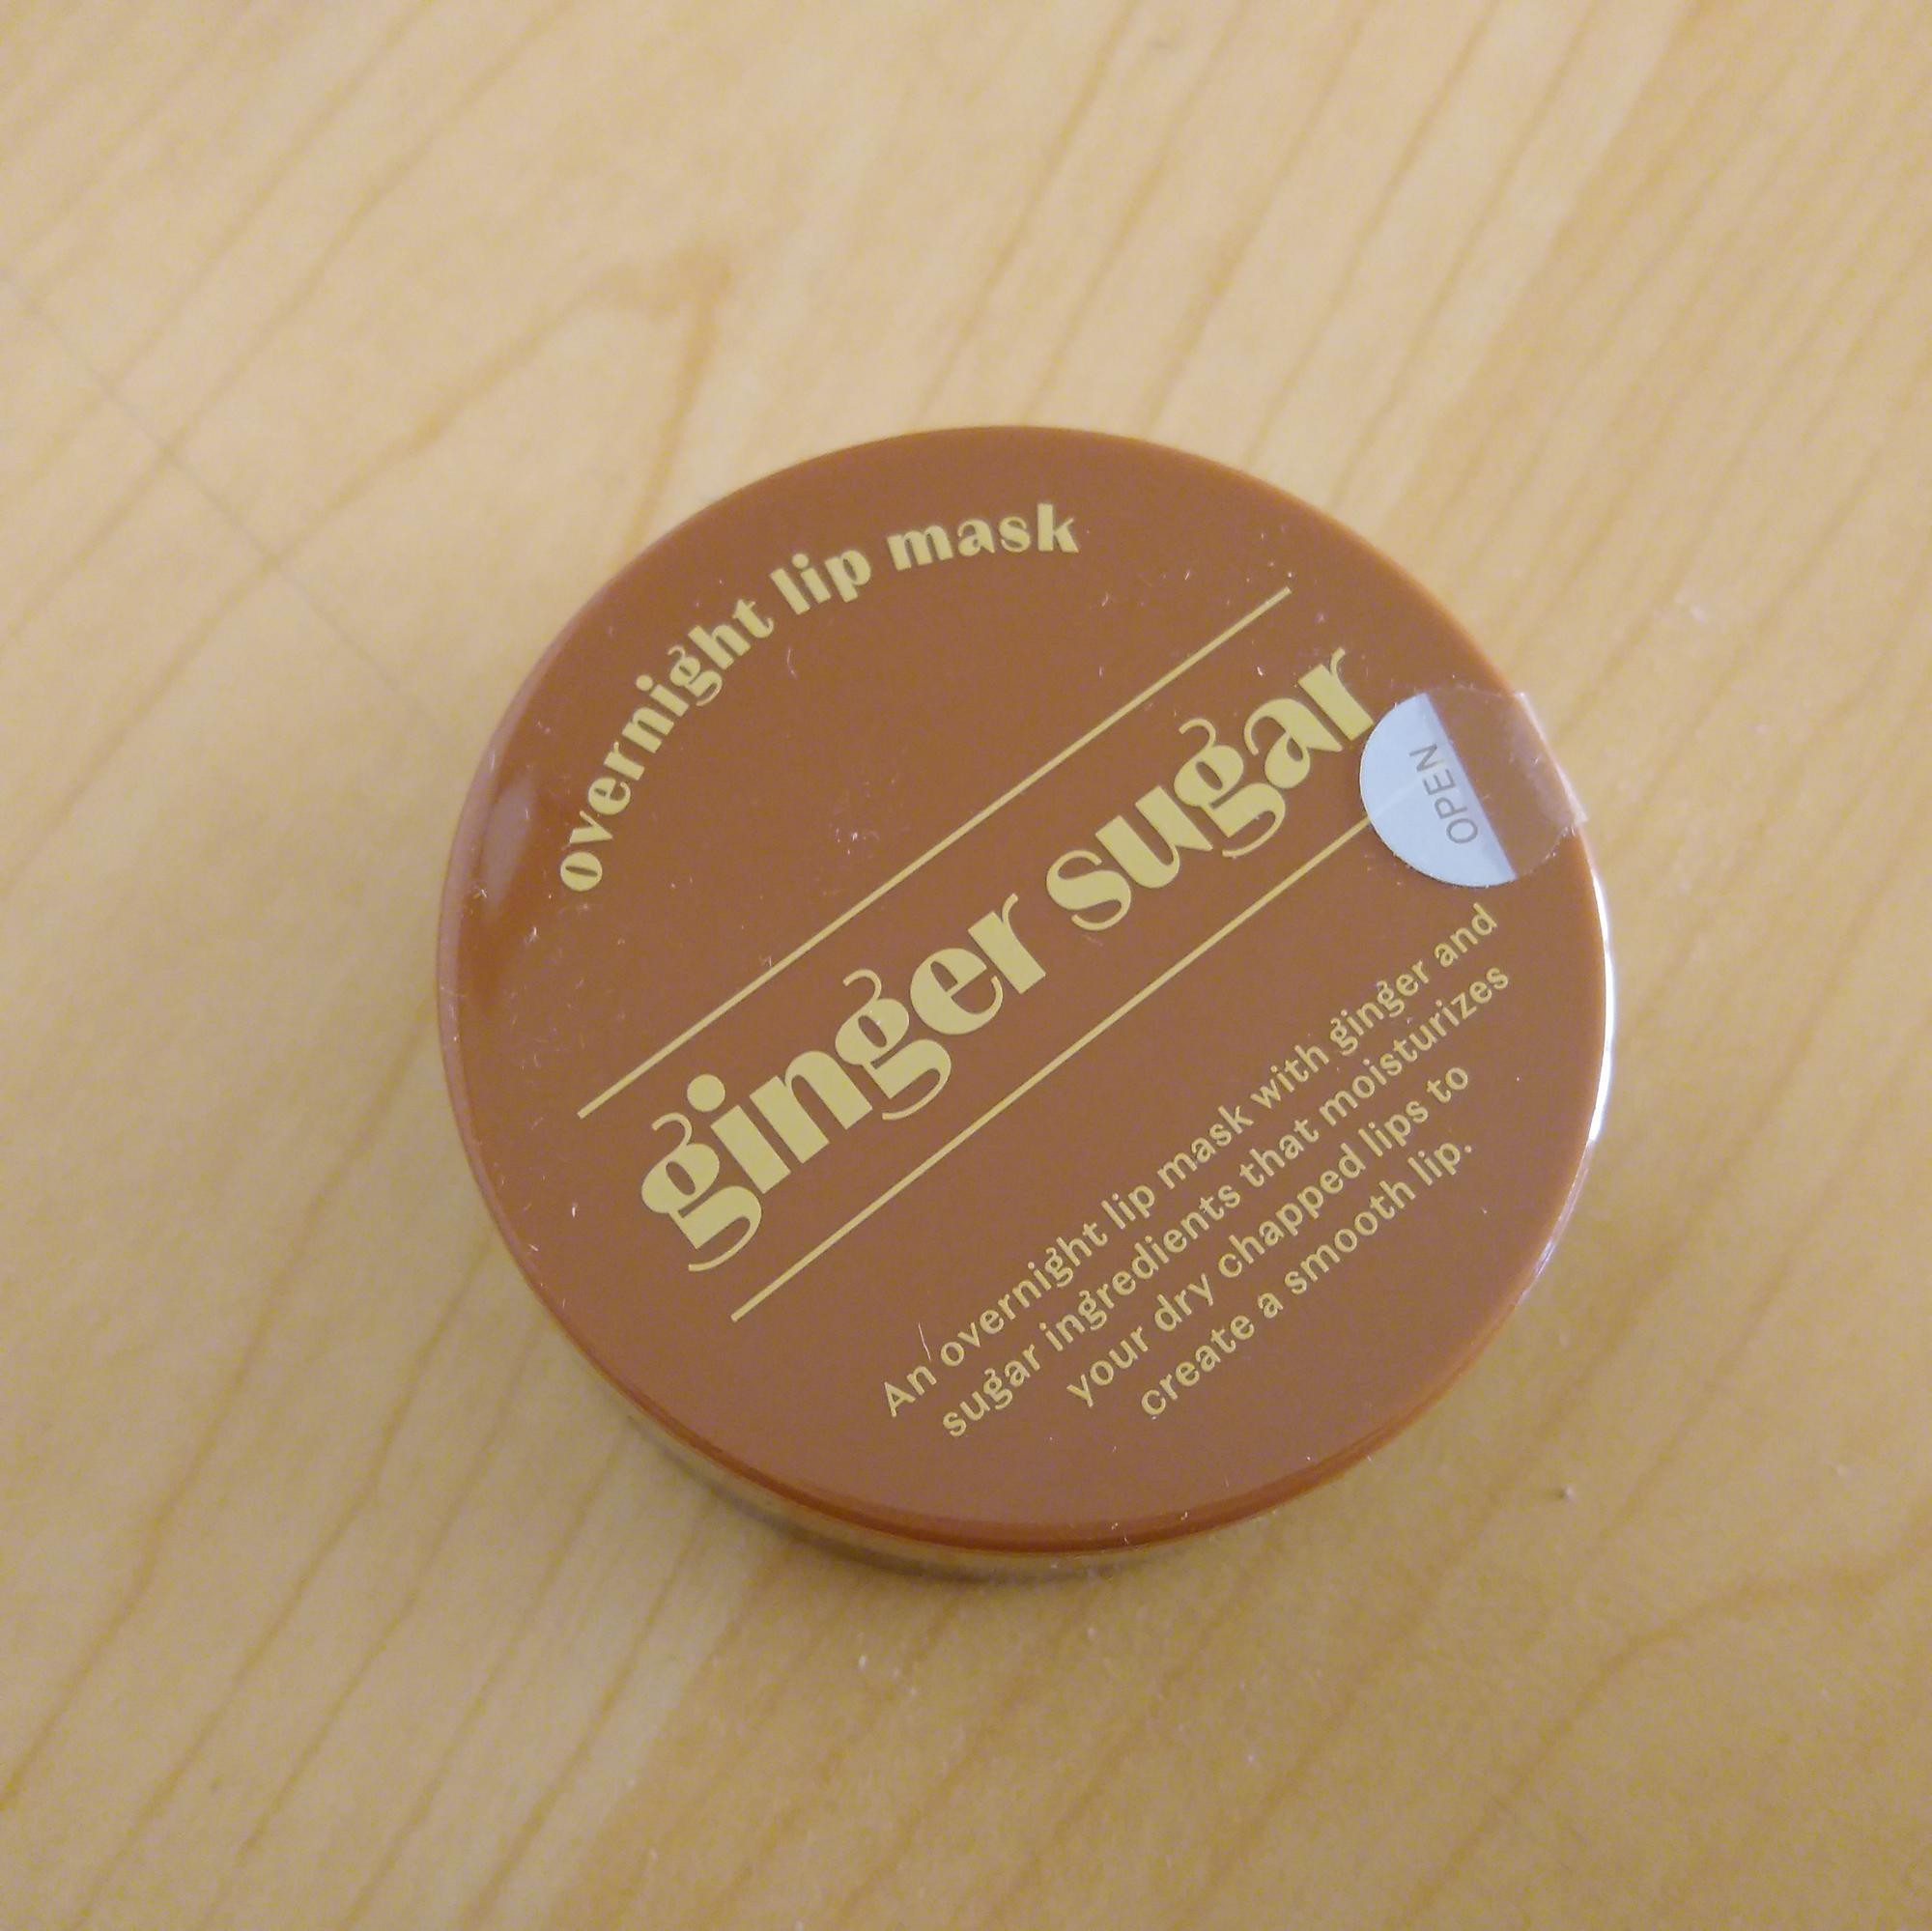 overnight lip mask
ginger sugar
OPEN
An overnight lip mask with ginger and
sugar ingredients that moisturizes
your dry chapped lips to
create a smooth lip.